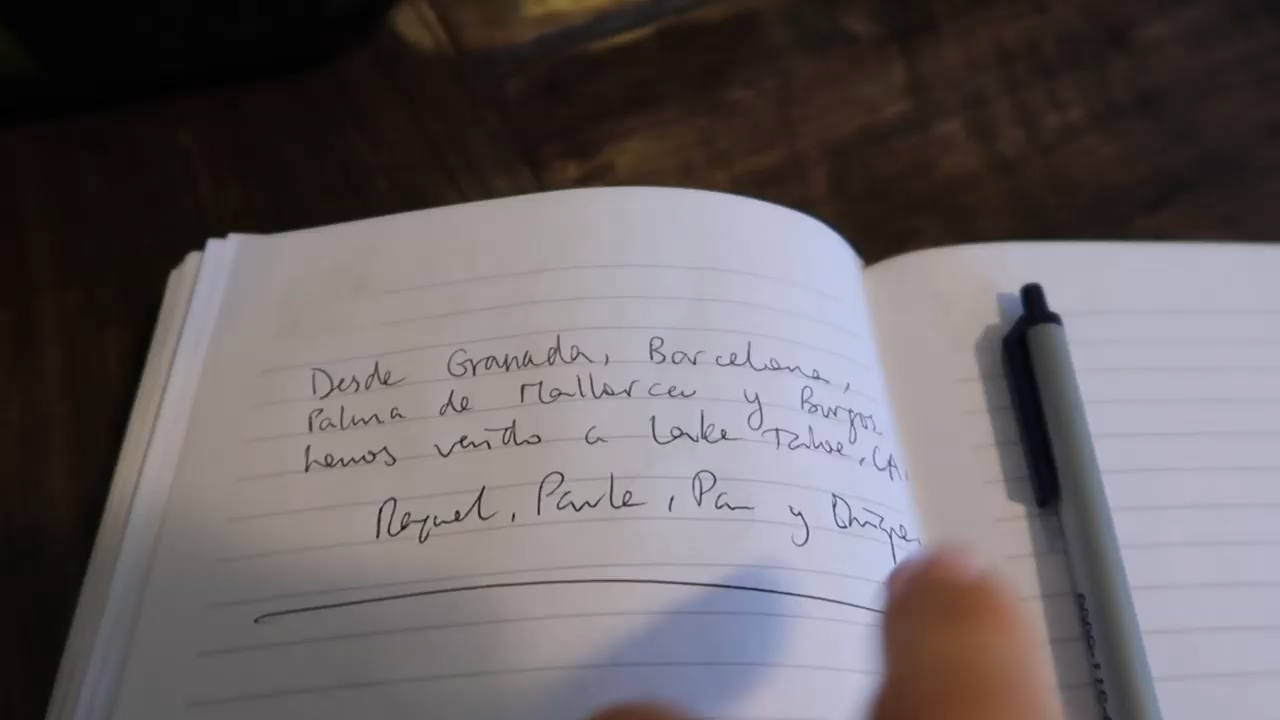 Desde Granada, Barcelona,
Palma de Mallorca y Burgos
hemos venido a Lake Tahoe, CA.
Raquel, Paula, Pau y